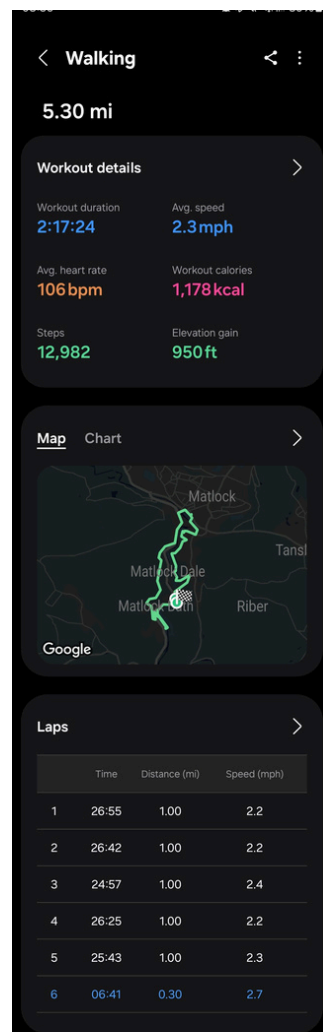 Walking
5.30 mi
Workout details
Workout duration Avg. speed
2:17:24 2.3 mph
Avg. heart rate Workout calories
106 bpm 1,178 kcal
Steps Elevation gain
12,982 950 ft
Map Chart
Matlock
Tansl
Matlock Dale
Matlock Bath Riber
Google
Laps
Time Distance (mi) Speed (mph)
1 26:55 1.00 2.2
2 26:42 1.00 2.2
3 24:57 1.00 2.4
4 26:25 1.00 2.2
5 25:43 1.00 2.3
6 06:41 0.30 2.7